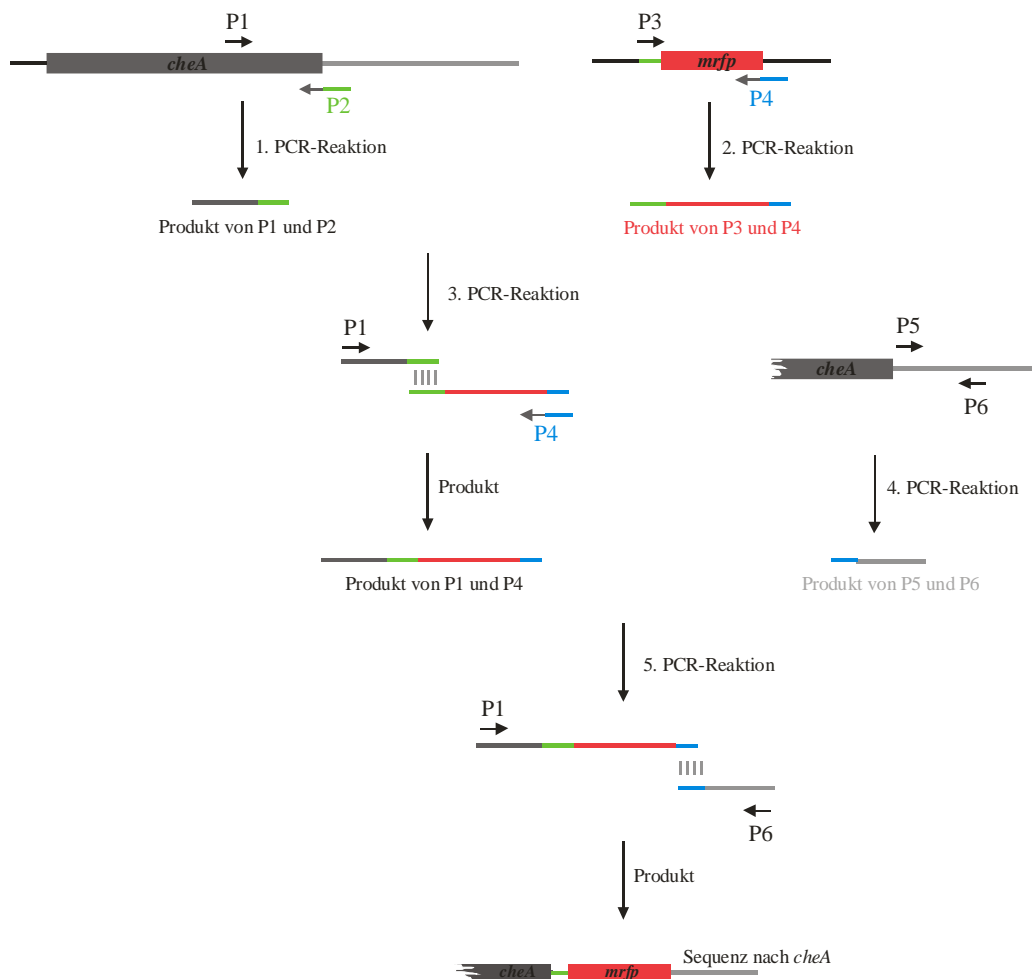 P1
P3
cheA
mrfp
P2
P4
1. PCR-Reaktion
2. PCR-Reaktion
Produkt von P1 und P2
Produkt von P3 und P4
3. PCR-Reaktion
P1
P5
cheA
P6
P4
Produkt
4. PCR-Reaktion
Produkt von P1 und P4
Produkt von P5 und P6
5. PCR-Reaktion
P1
P6
Produkt
Sequenz nach cheA
cheA
mrfp